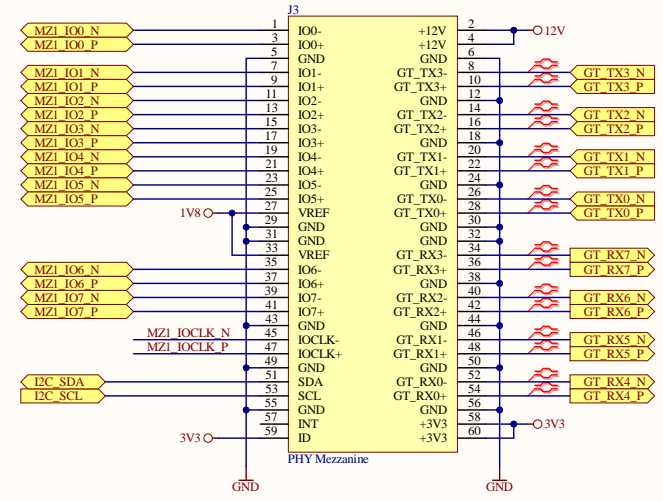 J3
MZ1_IO0_N 1 IO0- +12V 2 12V
MZ1_IO0_P 3 IO0+ +12V 4
5 GND GND 6
MZ1_IO1_N 7 IO1- GT_TX3- 8 GT_TX3_N
MZ1_IO1_P 9 IO1+ GT_TX3+ 10 GT_TX3_P
MZ1_IO2_N 11 IO2- GND 12
MZ1_IO2_P 13 IO2+ GT_TX2- 14 GT_TX2_N
MZ1_IO3_N 15 IO3- GT_TX2+ 16 GT_TX2_P
MZ1_IO3_P 17 IO3+ GND 18
MZ1_IO4_N 19 IO4- GT_TX1- 20 GT_TX1_N
MZ1_IO4_P 21 IO4+ GT_TX1+ 22 GT_TX1_P
MZ1_IO5_N 23 IO5- GND 24
MZ1_IO5_P 25 IO5+ GT_TX0- 26 GT_TX0_N
1V8 27 VREF GT_TX0+ 28 GT_TX0_P
29 GND GND 30
31 GND GND 32
33 VREF GT_RX3- 34 GT_RX7_N
MZ1_IO6_N 35 IO6- GT_RX3+ 36 GT_RX7_P
MZ1_IO6_P 37 IO6+ GND 38
MZ1_IO7_N 39 IO7- GT_RX2- 40 GT_RX6_N
MZ1_IO7_P 41 IO7+ GT_RX2+ 42 GT_RX6_P
43 GND GND 44
MZ1_IOCLK_N 45 IOCLK- GT_RX1- 46 GT_RX5_N
MZ1_IOCLK_P 47 IOCLK+ GT_RX1+ 48 GT_RX5_P
49 GND GND 50
I2C_SDA 51 SDA GT_RX0- 52 GT_RX4_N
I2C_SCL 53 SCL GT_RX0+ 54 GT_RX4_P
55 GND GND 56
57 INT +3V3 58 3V3
3V3 59 ID +3V3 60
PHY Mezzanine
GND GND